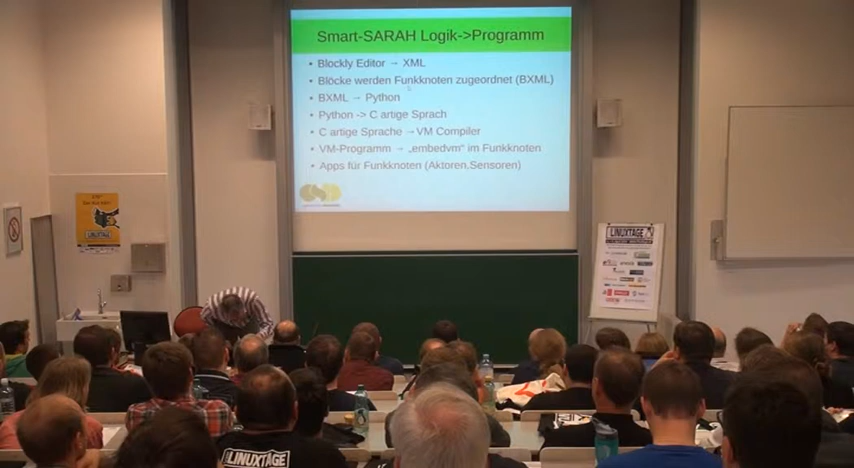 Smart-SARAH Logik->Programm
• Blockly Editor → XML
• Blöcke werden Funkknoten zugeordnet (BXML)
• BXML → Python
• Python -> C artige Sprach
• C artige Sprache → VM Compiler
• VM-Programm → „embedvm" im Funkknoten
• Apps für Funkknoten (Aktoren,Sensoren)
LINUXTAGE
LINUXTAGE
LINUXTAGE